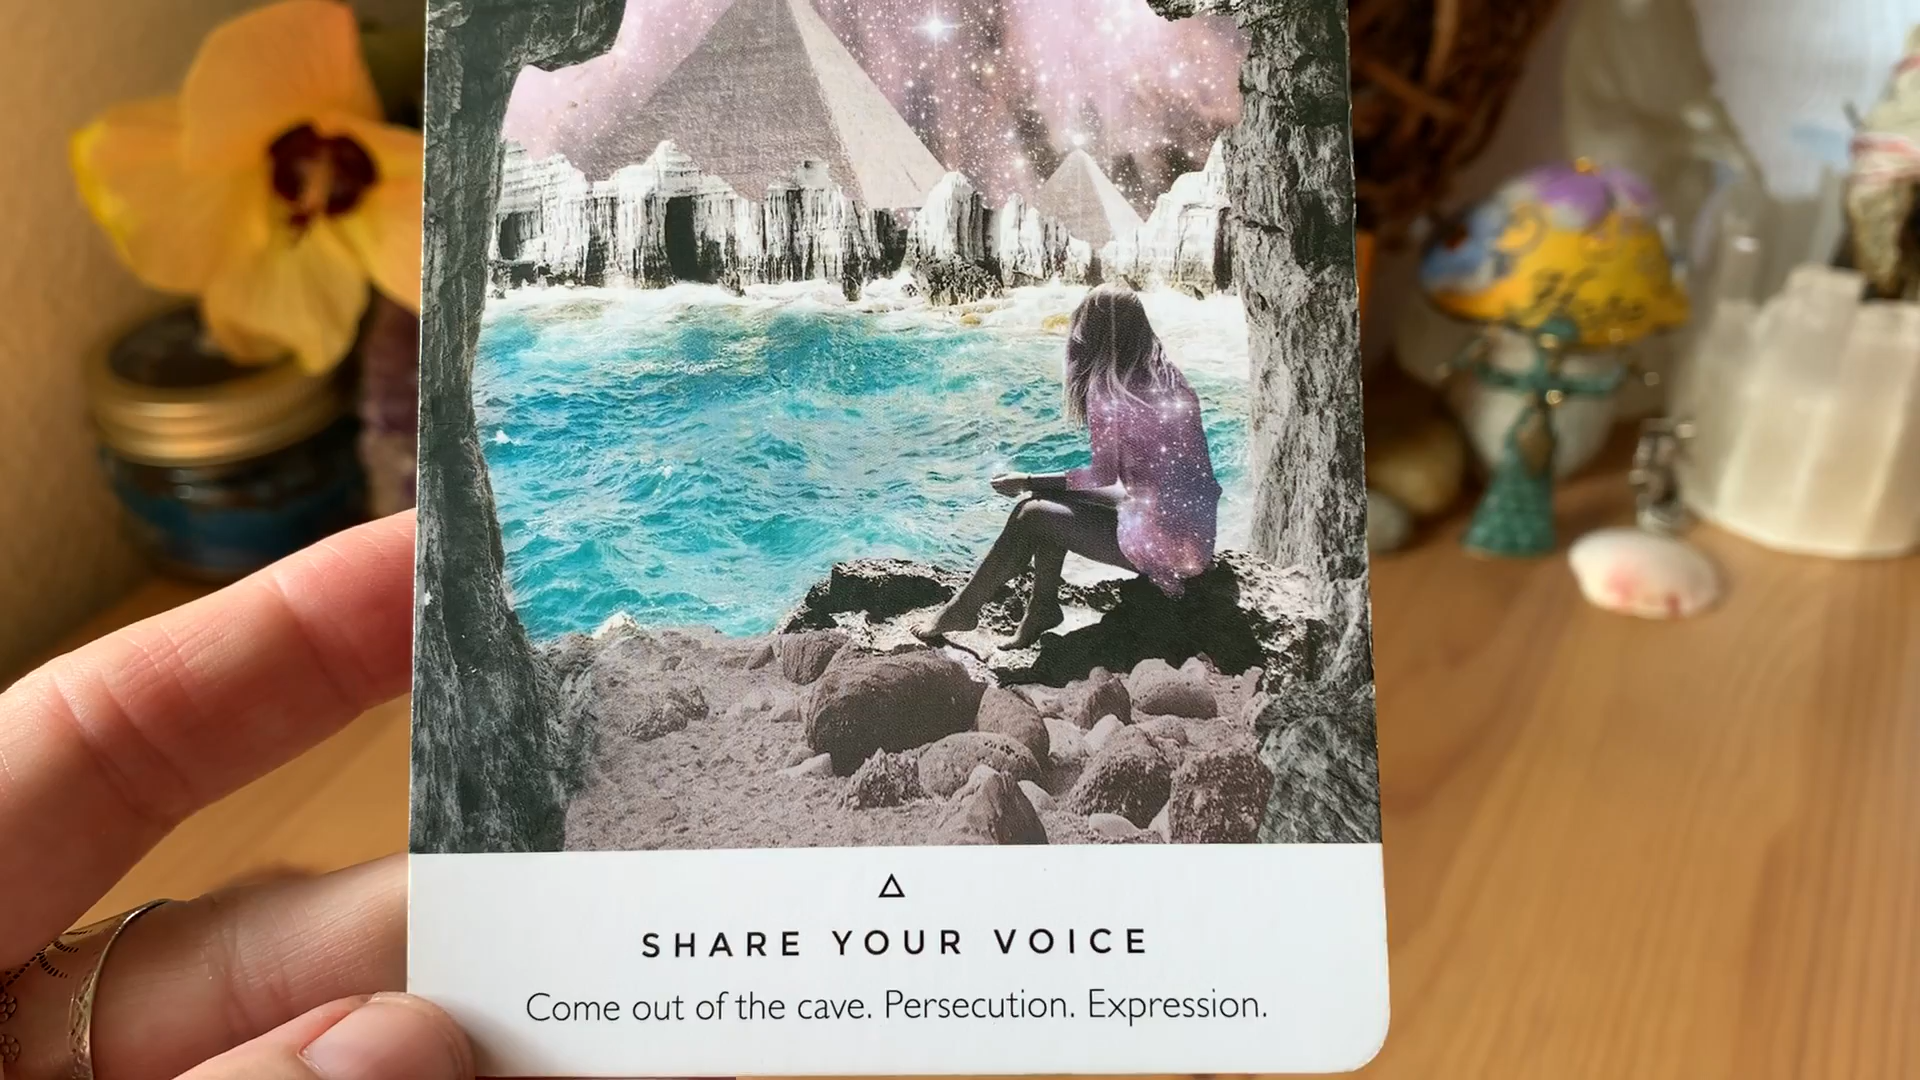 SHARE YOUR VOICE
Come out of the cave. Persecution. Expression.